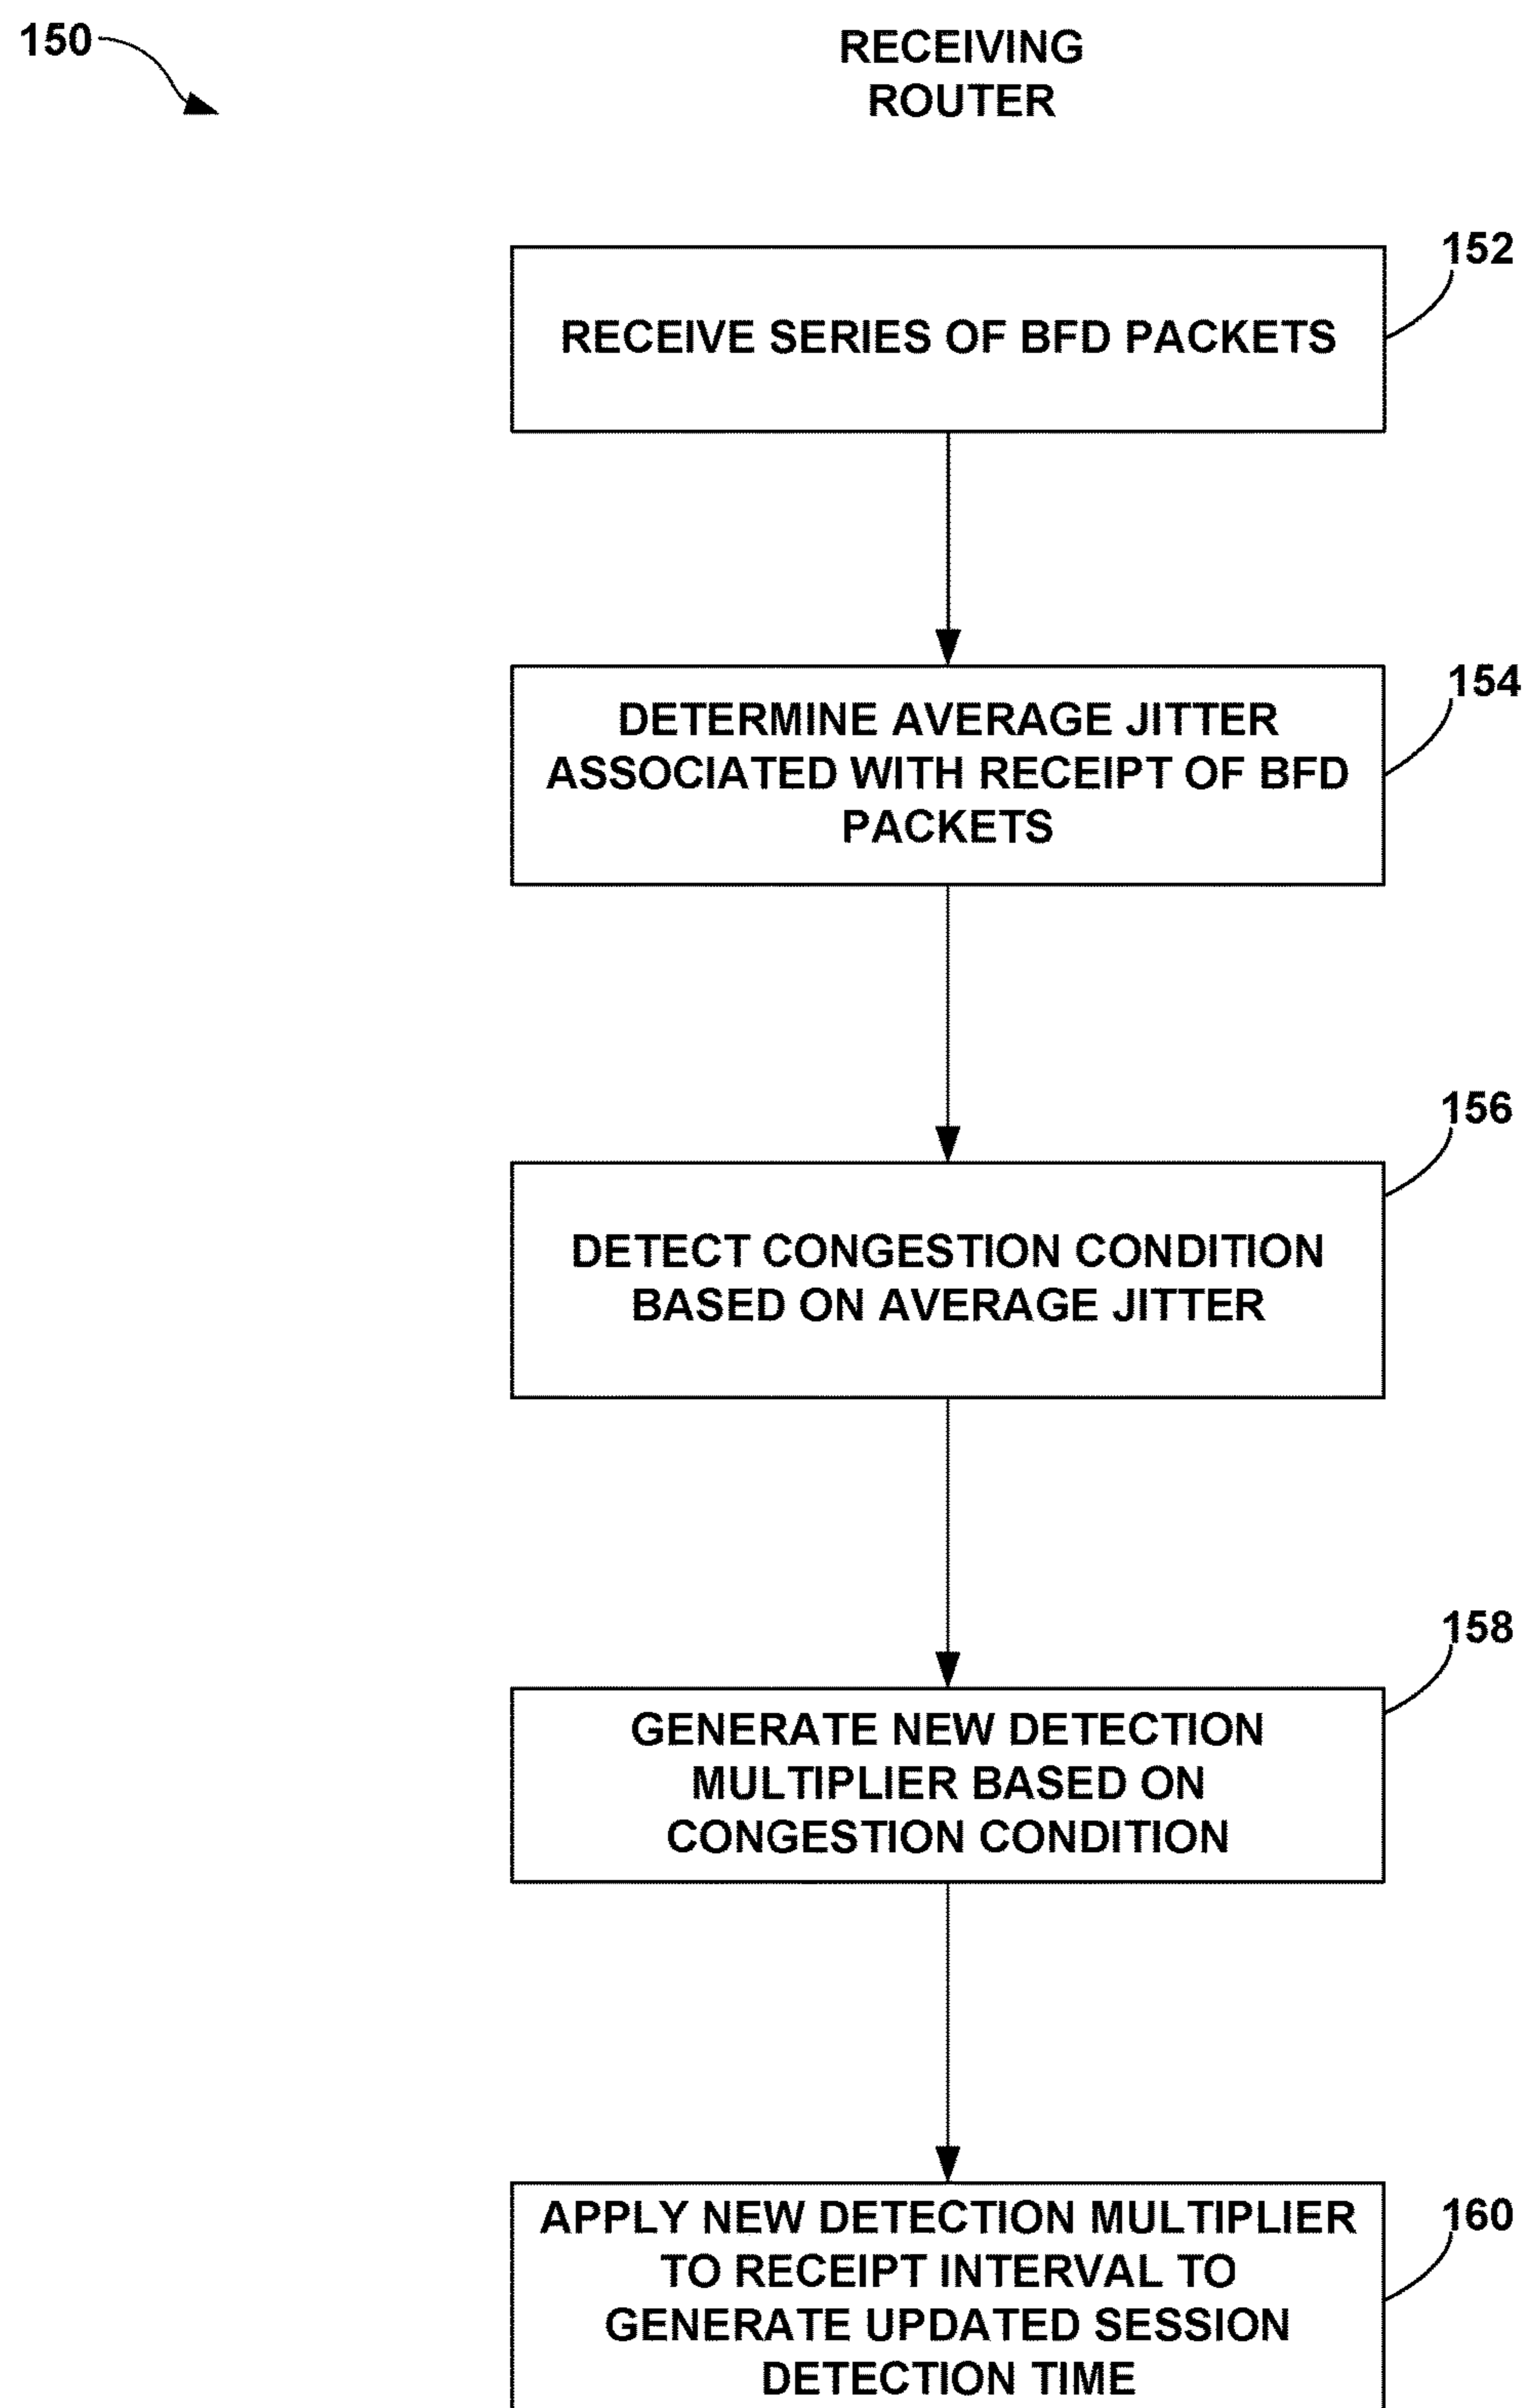 150
RECEIVING
ROUTER
152
RECEIVE SERIES OF BFD PACKETS
154
DETERMINE AVERAGE JITTER
ASSOCIATED WITH RECEIPT OF BFD
PACKETS
156
DETECT CONGESTION CONDITION
BASED ON AVERAGE JITTER
158
GENERATE NEW DETECTION
MULTIPLIER BASED ON
CONGESTION CONDITION
160
APPLY NEW DETECTION MULTIPLIER
TO RECEIPT INTERVAL TO
GENERATE UPDATED SESSION
DETECTION TIME